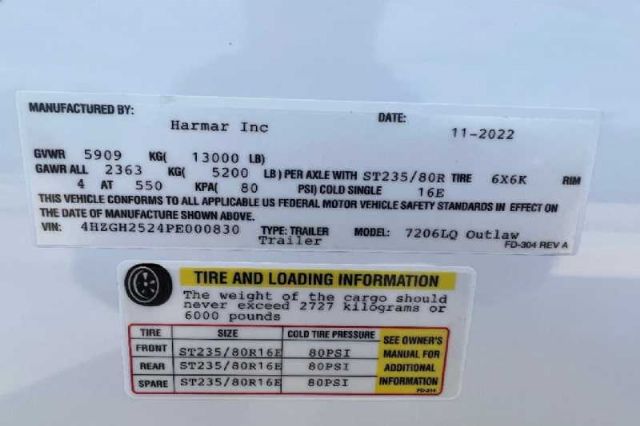 MANUFACTURED BY: Harmar Inc DATE: 11-2022
GVWR 5909 KG( 13000 LB)
GAWR ALL 2363 KG( 5200 LB) PER AXLE WITH ST235/80R TIRE 6X6K RIM
4 AT 550 KPA( 80 PSI) COLD SINGLE 16E
THIS VEHICLE CONFORMS TO ALL APPLICABLE US FEDERAL MOTOR VEHICLE SAFETY STANDARDS IN EFFECT ON
THE DATE OF MANUFACTURE SHOWN ABOVE.
VIN: 4HZGH2524PE000830 TYPE: TRAILER MODEL: 7206LQ Outlaw
Trailer
FD-304 REV A
TIRE AND LOADING INFORMATION
The weight of the cargo should
never exceed 2727 kilograms or
6000 pounds
TIRE SIZE COLD TIRE PRESSURE SEE OWNER'S
FRONT ST235/80R16E 80PSI MANUAL FOR
REAR ST235/80R16E 80PSI ADDITIONAL
SPARE ST235/80R16E 80PSI INFORMATION